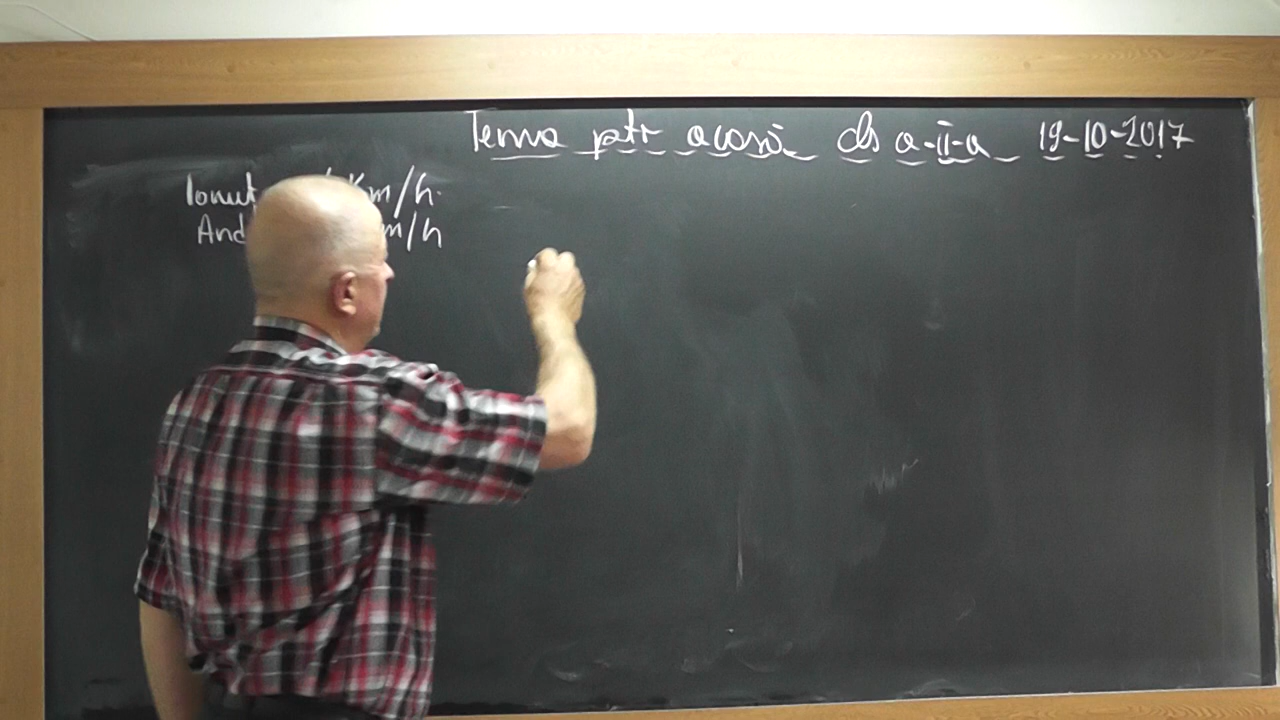 Tema ptr acasă cls a-II-a 19-10-2017
Ionuț Km/h
And m/h